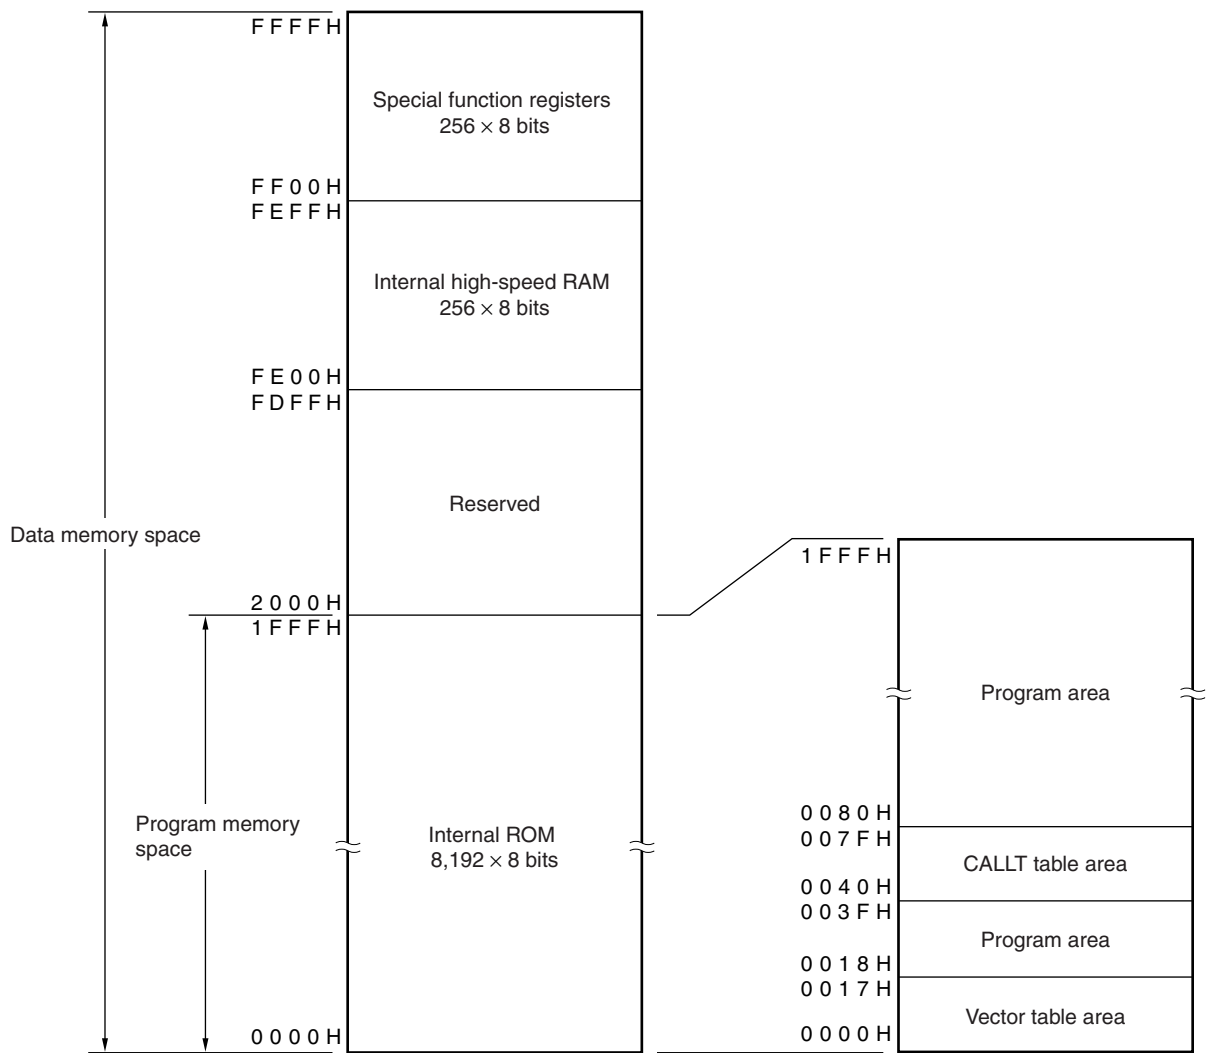 FFFFH
Special function registers
256 × 8 bits
FF00H
FEFFH
Internal high-speed RAM
256 × 8 bits
FE00H
FDFFH
Reserved
Data memory space
2000H
1FFFH
Program memory
space
Internal ROM
8,192 × 8 bits
0000H
1FFFH
Program area
0080H
007FH
CALLT table area
0040H
003FH
Program area
0018H
0017H
Vector table area
0000H